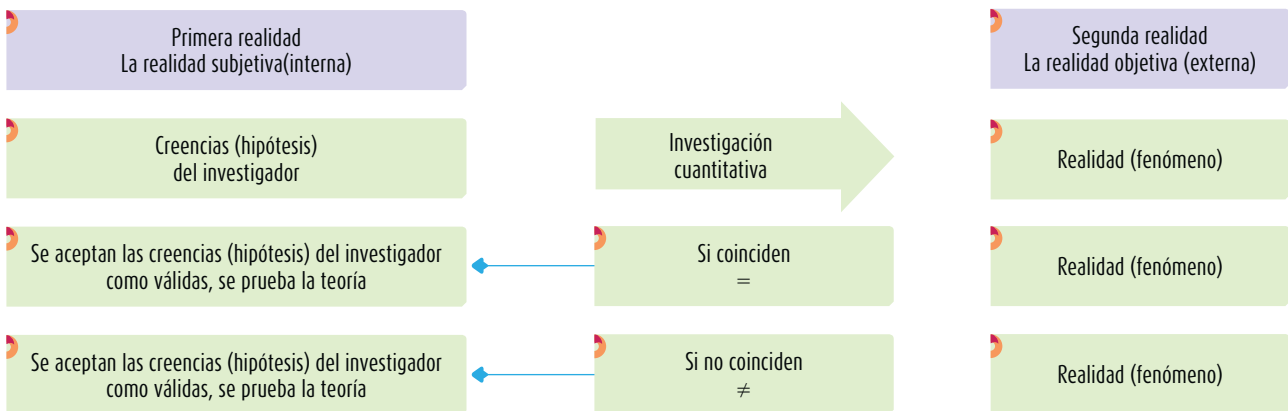 Primera realidad
La realidad subjetiva(interna)
Segunda realidad
La realidad objetiva (externa)
Creencias (hipótesis)
del investigador
Investigación
cuantitativa
Realidad (fenómeno)
Se aceptan las creencias (hipótesis) del investigador
como válidas, se prueba la teoría
Si coinciden
=
Realidad (fenómeno)
Se aceptan las creencias (hipótesis) del investigador
como válidas, se prueba la teoría
Si no coinciden
≠
Realidad (fenómeno)